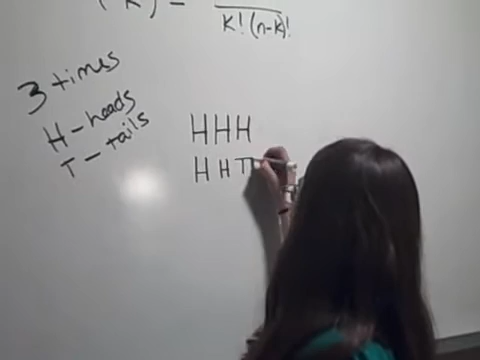 (k) =
k!(n-k)!
3 times
H - heads
T - tails
HHH
HHT